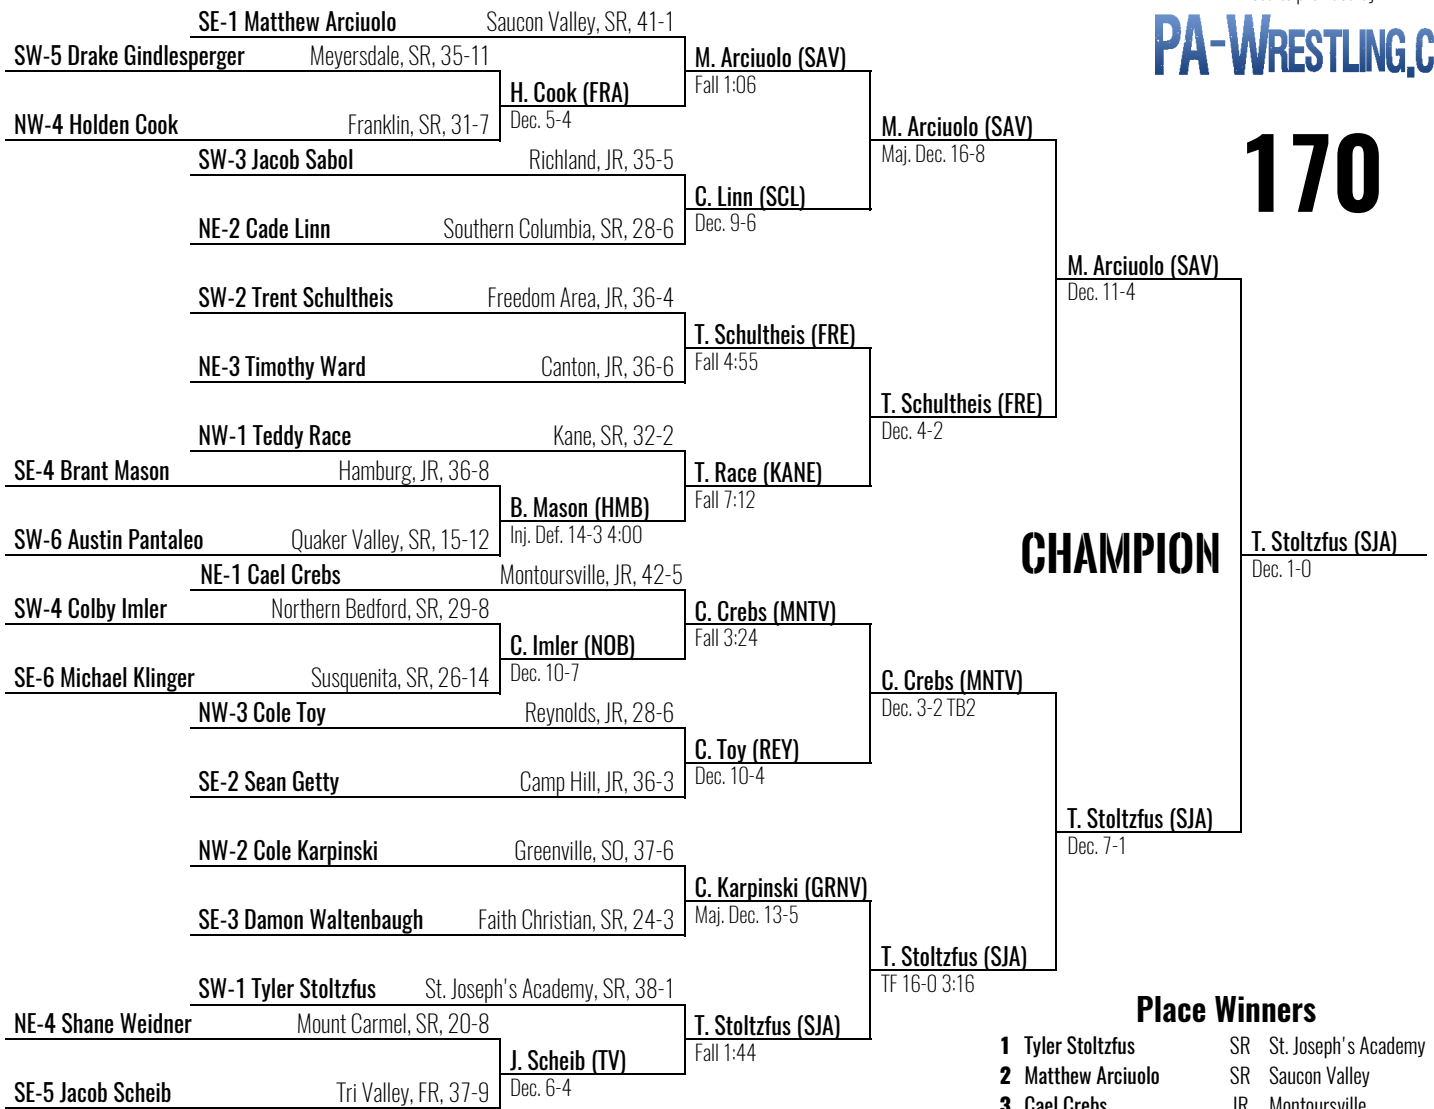 SE-1 Matthew Arciuolo Saucon Valley, SR, 41-1
SW-5 Drake Gindlesperger Meyersdale, SR, 35-11
M. Arciuolo (SAV)
Fall 1:06
PA-WRESTLING.C
H. Cook (FRA)
Dec. 5-4
NW-4 Holden Cook Franklin, SR, 31-7
M. Arciuolo (SAV)
Maj. Dec. 16-8
170
SW-3 Jacob Sabol Richland, JR, 35-5
C. Linn (SCL)
Dec. 9-6
NE-2 Cade Linn Southern Columbia, SR, 28-6
M. Arciuolo (SAV)
Dec. 11-4
SW-2 Trent Schultheis Freedom Area, JR, 36-4
T. Schultheis (FRE)
Fall 4:55
NE-3 Timothy Ward Canton, JR, 36-6
T. Schultheis (FRE)
Dec. 4-2
NW-1 Teddy Race Kane, SR, 32-2
SE-4 Brant Mason Hamburg, JR, 36-8
T. Race (KANE)
Fall 7:12
B. Mason (HMB)
Inj. Def. 14-3 4:00
SW-6 Austin Pantaleo Quaker Valley, SR, 15-12
CHAMPION
T. Stoltzfus (SJA)
Dec. 1-0
NE-1 Cael Crebs Montoursville, JR, 42-5
SW-4 Colby Imler Northern Bedford, SR, 29-8
C. Crebs (MNTV)
Fall 3:24
C. Imler (NOB)
Dec. 10-7
SE-6 Michael Klinger Susquenita, SR, 26-14
C. Crebs (MNTV)
Dec. 3-2 TB2
NW-3 Cole Toy Reynolds, JR, 28-6
C. Toy (REY)
Dec. 10-4
SE-2 Sean Getty Camp Hill, JR, 36-3
T. Stoltzfus (SJA)
Dec. 7-1
NW-2 Cole Karpinski Greenville, SO, 37-6
C. Karpinski (GRNV)
Maj. Dec. 13-5
SE-3 Damon Waltenbaugh Faith Christian, SR, 24-3
T. Stoltzfus (SJA)
TF 16-0 3:16
SW-1 Tyler Stoltzfus St. Joseph's Academy, SR, 38-1
NE-4 Shane Weidner Mount Carmel, SR, 20-8
T. Stoltzfus (SJA)
Fall 1:44
J. Scheib (TV)
Dec. 6-4
SE-5 Jacob Scheib Tri Valley, FR, 37-9
Place Winners
1 Tyler Stoltzfus SR St. Joseph's Academy
2 Matthew Arciuolo SR Saucon Valley
3 Cael Crebs JR Montoursville